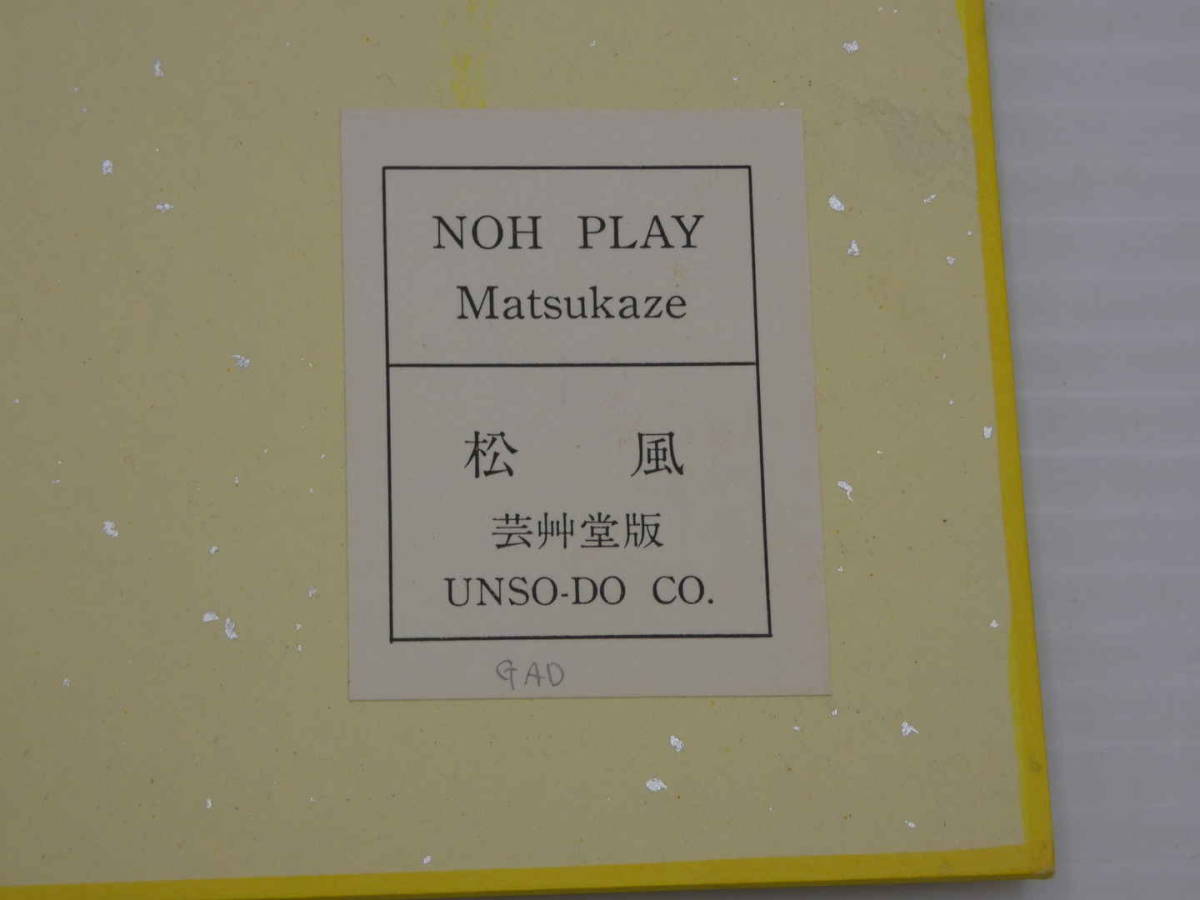 NOH PLAY
Matsukaze
松 風
芸艸堂版
UNSO-DO CO.
GAD